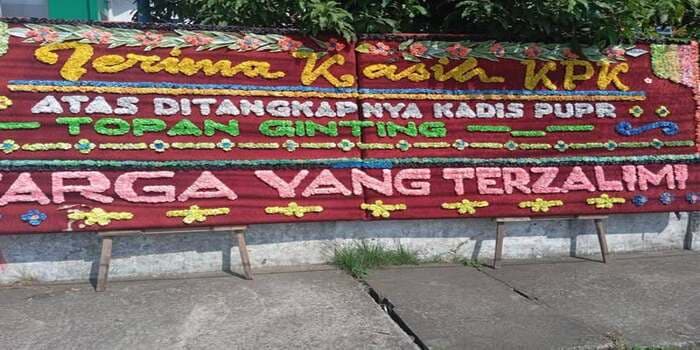 Terima Kasih KPK
ATAS DITANGKAPNYA KADIS PUPR
TOPAN GINTING
ARGA YANG TERZALIMI